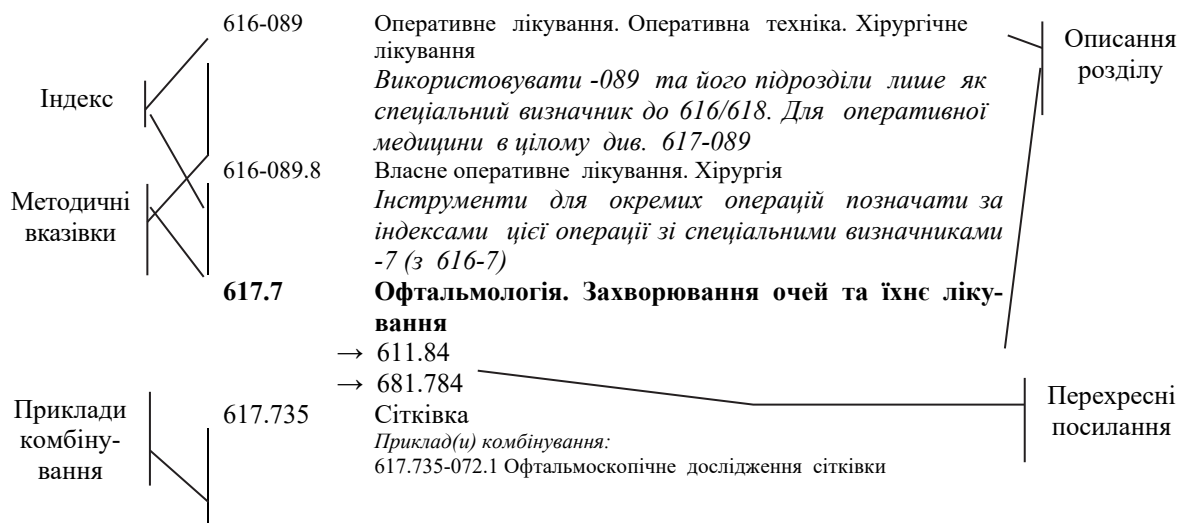 616-089 Оперативне лікування. Оперативна техніка. Хірургічне
лікування
Використовувати -089 та його підрозділи лише як
спеціальний визначник до 616/618. Для оперативної
медицини в цілому див. 617-089
616-089.8 Власне оперативне лікування. Хірургія
Інструменти для окремих операцій позначати за
індексами цієї операції зі спеціальними визначниками
-7 (з 616-7)
617.7 Офтальмологія. Захворювання очей та їхнє ліку-
вання
→ 611.84
→ 681.784
617.735 Сітківка
Приклад(и) комбінування:
617.735-072.1 Офтальмоскопічне дослідження сітківки
Індекс
Методичні
вказівки
Приклади
комбіну-
вання
Описання
розділу
Перехресні
посилання